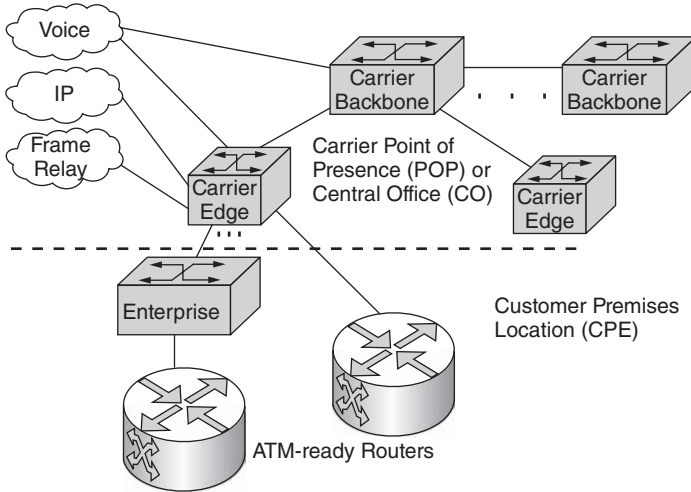 Voice
IP
Frame
Relay
Carrier
Backbone
Carrier
Backbone
Carrier Point of
Presence (POP) or
Central Office (CO)
Carrier
Edge
Carrier
Edge
Enterprise
Customer Premises
Location (CPE)
ATM-ready Routers